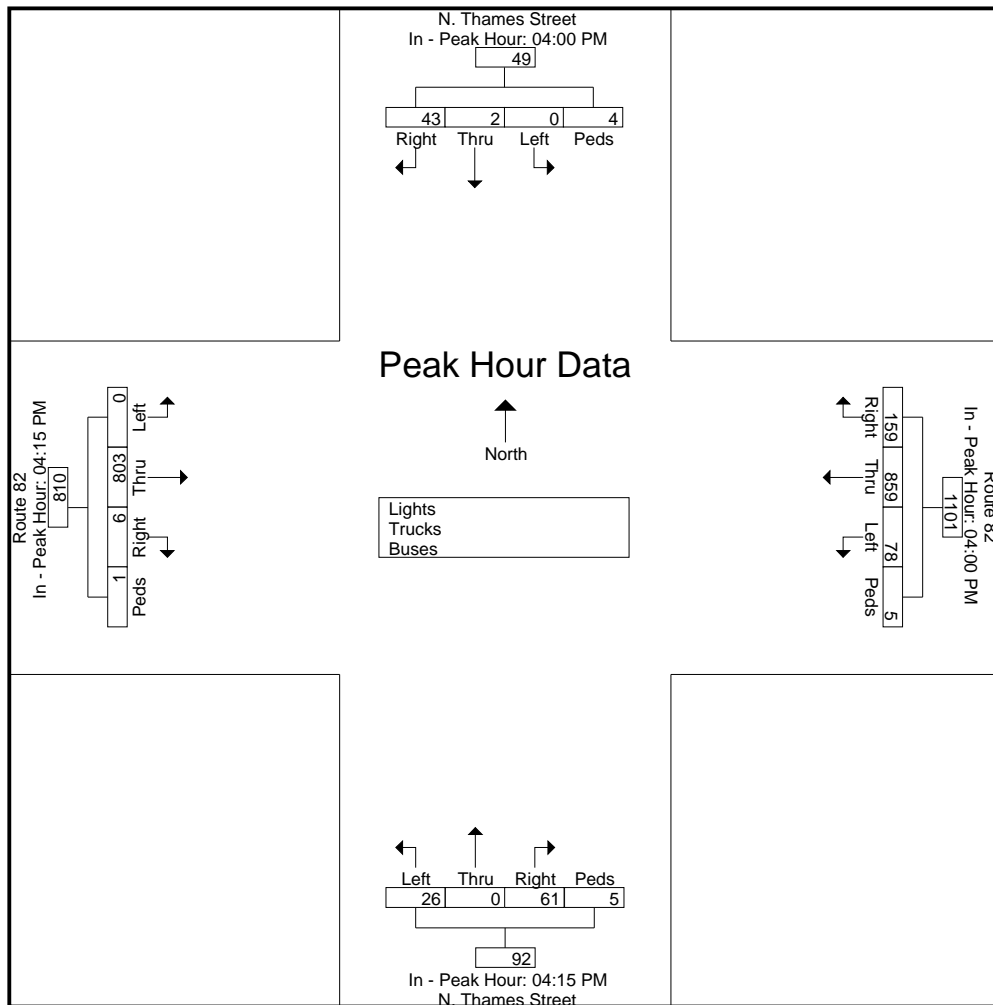 N. Thames Street
In - Peak Hour: 04:00 PM
49
43 2 0 4
Right Thru Left Peds
Peak Hour Data
North
Lights
Trucks
Buses
Route 82
In - Peak Hour: 04:15 PM
810
0 803 6 1
Left Thru Right Peds
Route 82
In - Peak Hour: 04:00 PM
1101
159 859 78 5
Right Thru Left Peds
Left Thru Right Peds
26 0 61 5
92
In - Peak Hour: 04:15 PM
N. Thames Street